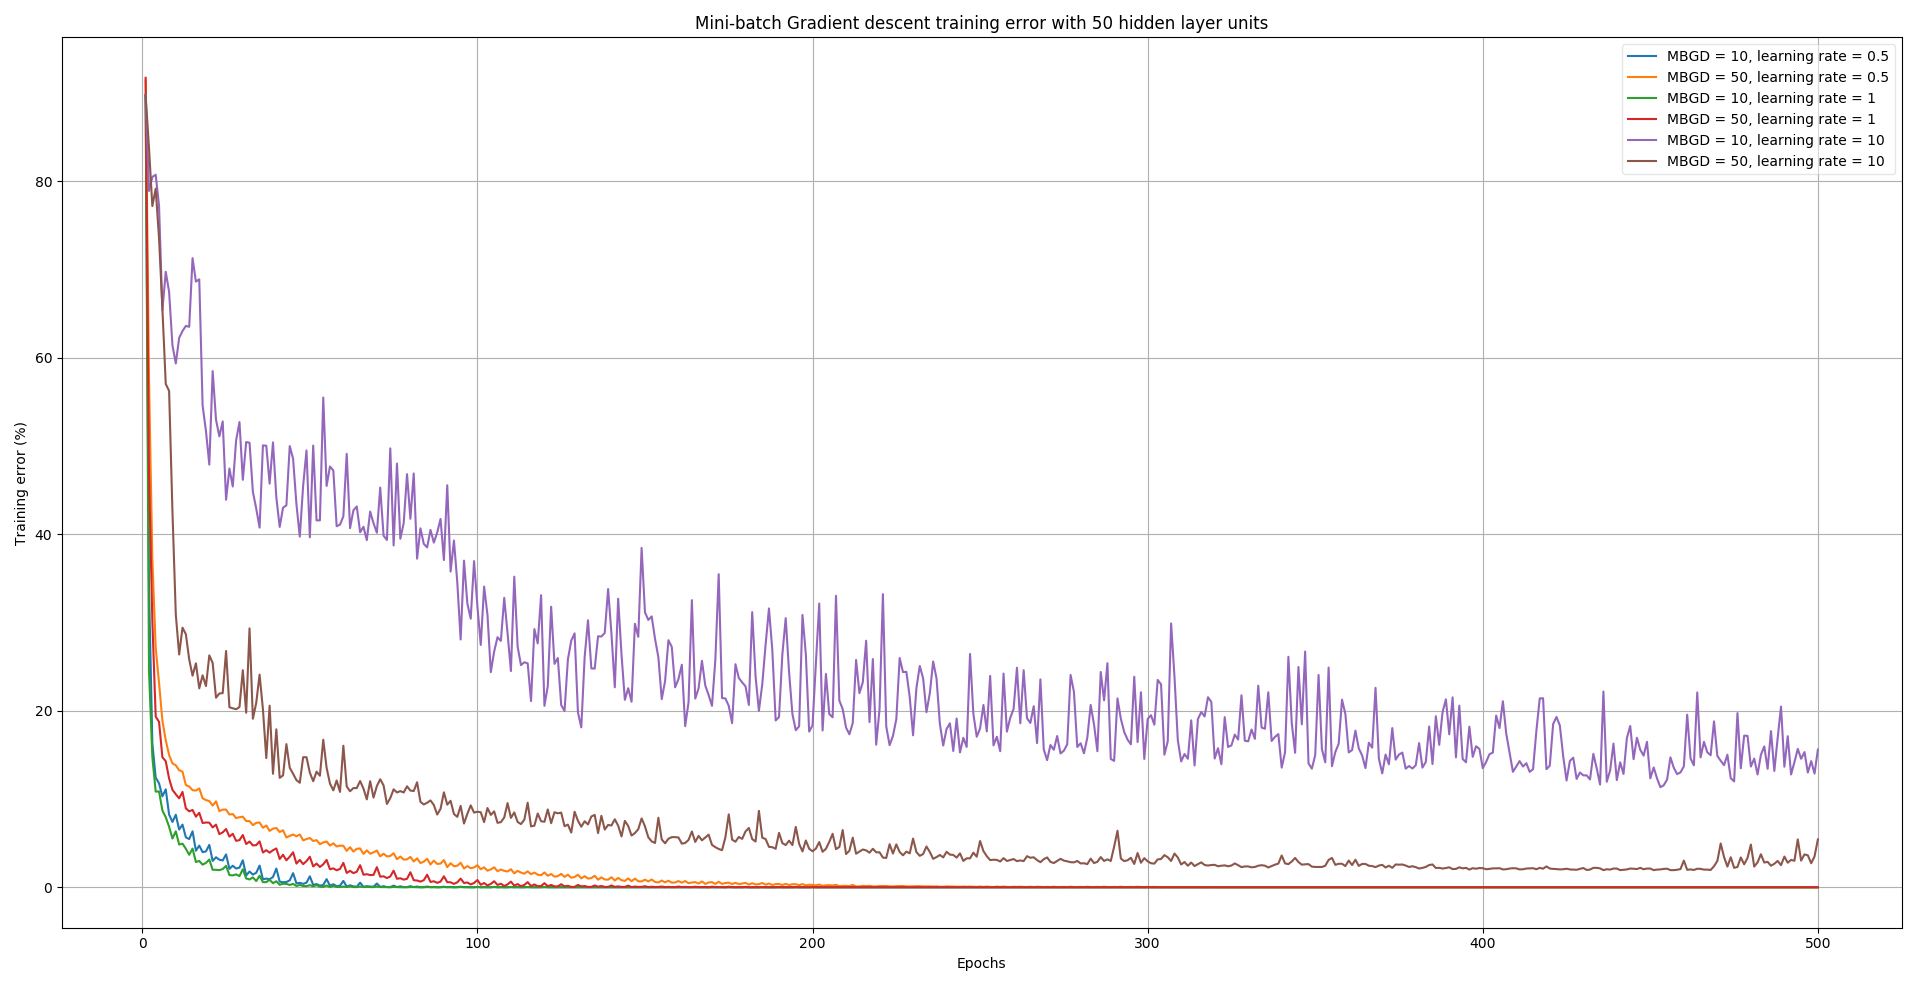 Mini-batch Gradient descent training error with 50 hidden layer units
MBGD = 10, learning rate = 0.5
MBGD = 50, learning rate = 0.5
MBGD = 10, learning rate = 1
MBGD = 50, learning rate = 1
MBGD = 10, learning rate = 10
MBGD = 50, learning rate = 10
Training error (%)
80
60
40
20
0
0 100 200 300 400 500
Epochs